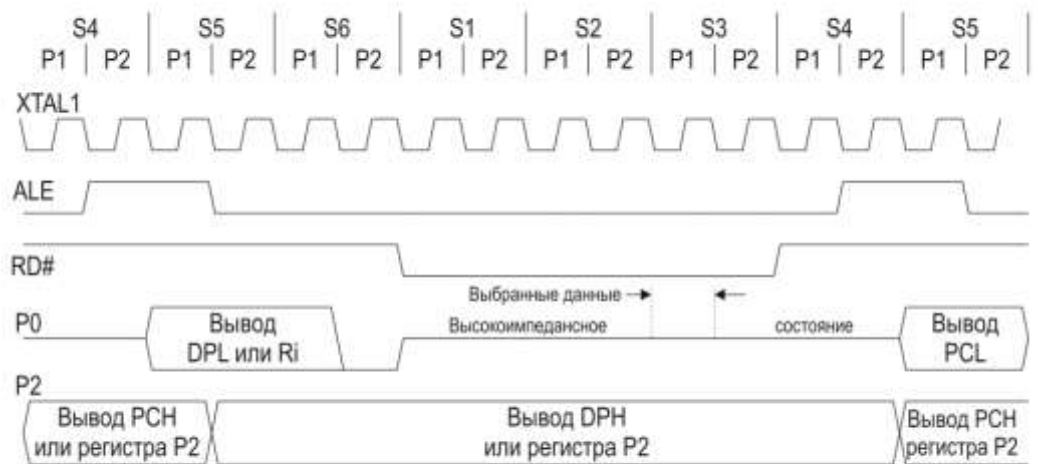 S4 S5 S6 S1 S2 S3 S4 S5
P1 P2 P1 P2 P1 P2 P1 P2 P1 P2 P1 P2 P1 P2 P1 P2
XTAL1
ALE
RD#
Выбранные данные
P0
Вывод
DPL или Ri
Высокоимпедансное
состояние
Вывод
PCL
P2
Вывод PCH
или регистра P2
Вывод DPH
или регистра P2
Вывод PCH
регистра P2